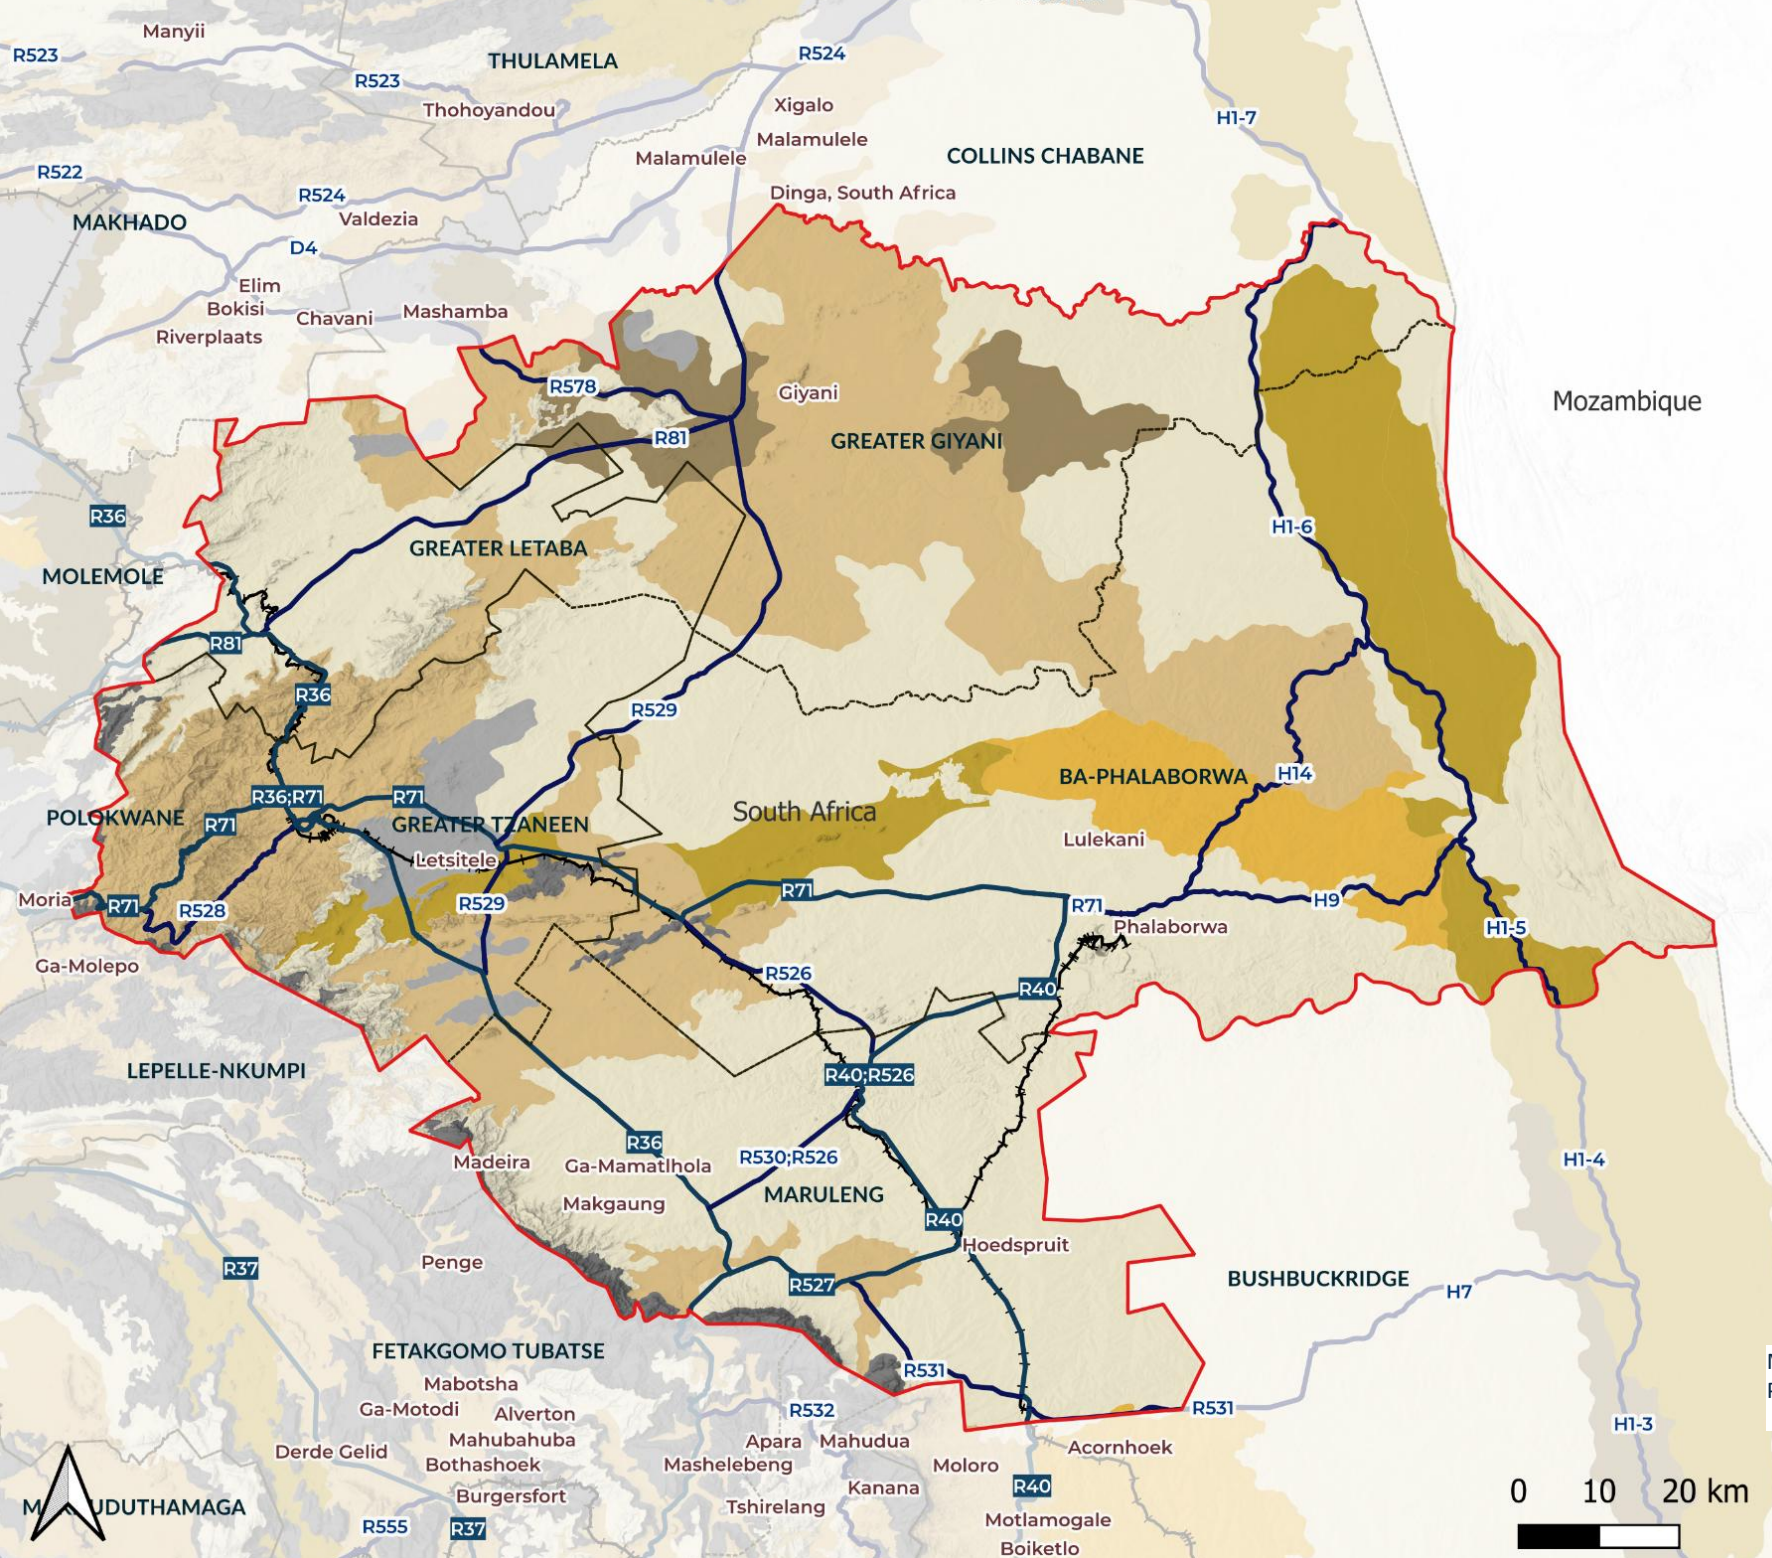 Manyii
R523
THULAMELA
R524
R523
Thohoyandou
Xigalo
H1-7
Malamulele
Malamulele
COLLINS CHABANE
R522
R524
Dinga, South Africa
MAKHADO
Valdezia
D4
Elim
Bokisi
Chavani
Mashamba
Riverplaats
R578
Giyani
Mozambique
R81
GREATER GIYANI
R36
H1-6
GREATER LETABA
MOLEMOLE
R81
R36
R529
H14
BA-PHALABORWA
R36;R71
R71
POLOKWANE
R71
GREATER TZANEEN
South Africa
Lulekani
Letsitele
R71
Moria
R71
R528
R529
R71
H9
Phalaborwa
H1-5
Ga-Molepo
R526
R40
LEPELLE-NKUMPI
R40;R526
R36
Madeira
Ga-Mamatlhola
R530;R526
H1-4
MARULENG
Makgaung
R40
Hoedspruit
Penge
R37
R527
BUSHBUCKRIDGE
H7
FETAKGOMO TUBATSE
R531
Mabotsha
Ga-Motodi
Alverton
R532
R531
H1-3
Mahubahuba
Apara
Mahudua
Acornhoek
Derde Gelid
Bothashoek
Mashelebeng
Moloro
Burgersfort
Kanana
R40
0 10 20 km
Tshirelang
R555
R37
Motlamogale
Boiketlo